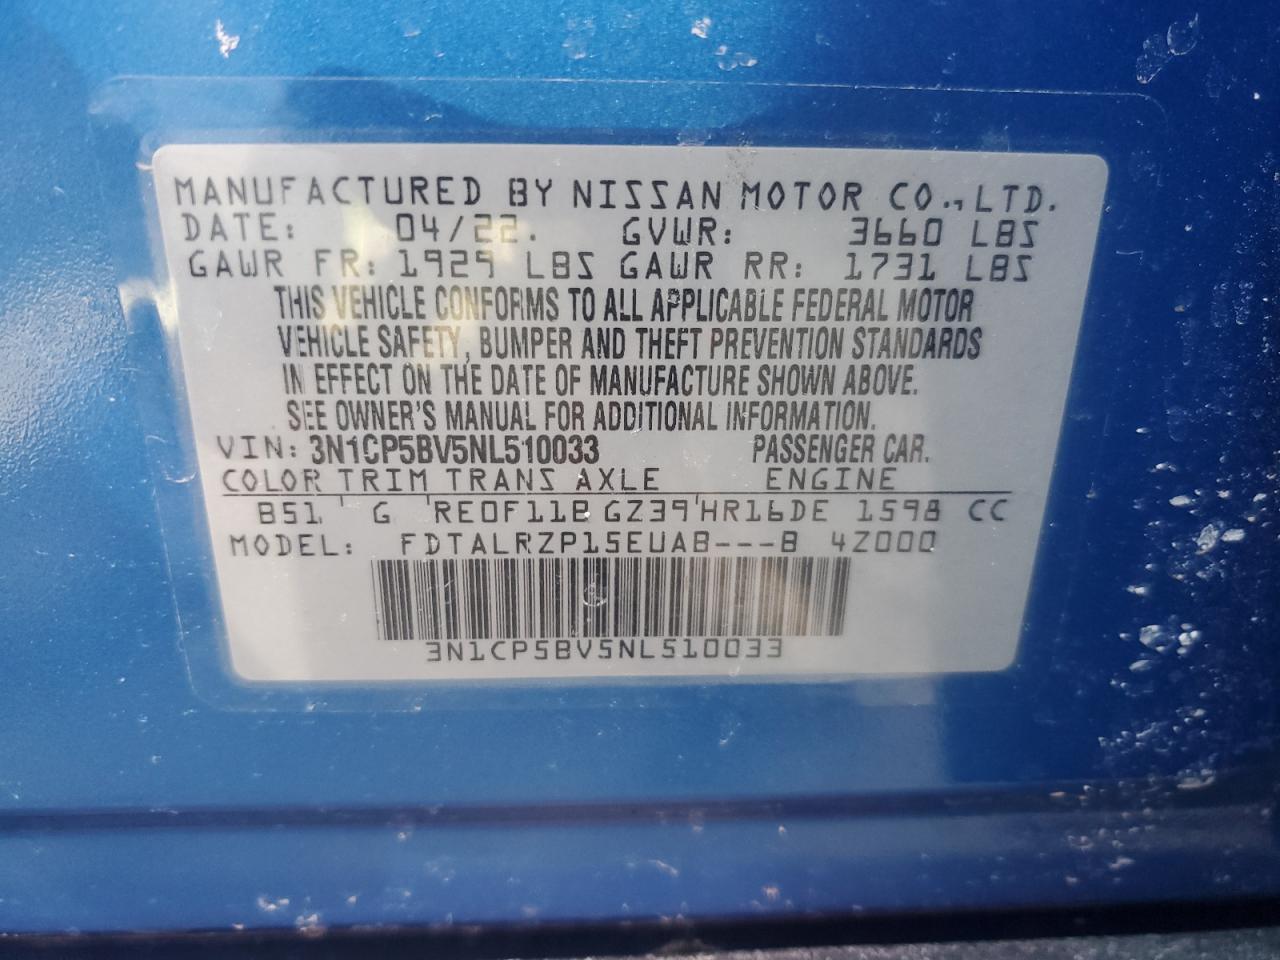 MANUFACTURED BY NISSAN MOTOR CO., LTD.
DATE: 04/22. GVWR: 3660 LBS
GAWR FR: 1929 LBS GAWR RR: 1731 LBS
THIS VEHICLE CONFORMS TO ALL APPLICABLE FEDERAL MOTOR
VEHICLE SAFETY, BUMPER AND THEFT PREVENTION STANDARDS
IN EFFECT ON THE DATE OF MANUFACTURE SHOWN ABOVE.
SEE OWNER'S MANUAL FOR ADDITIONAL INFORMATION.
VIN: 3N1CP5BV5NL510033 PASSENGER CAR.
COLOR TRIM TRANS AXLE ENGINE
B51 G RE0F11B GZ39 HR16DE 1598 CC
MODEL: FDTALRZP15EUAB---B 4Z000
3N1CP5BV5NL510033